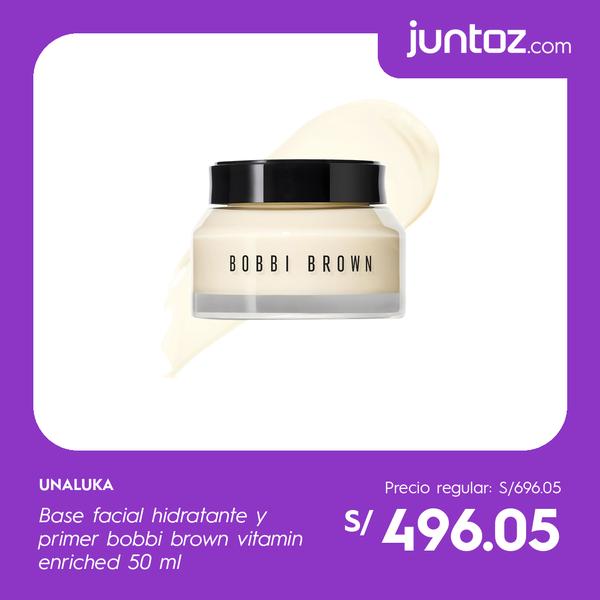 juntoz.com
BOBBI BROWN
UNALUKA
Base facial hidratante y
primer bobbi brown vitamin
enriched 50 ml
Precio regular: S/696.05
S/ 496.05